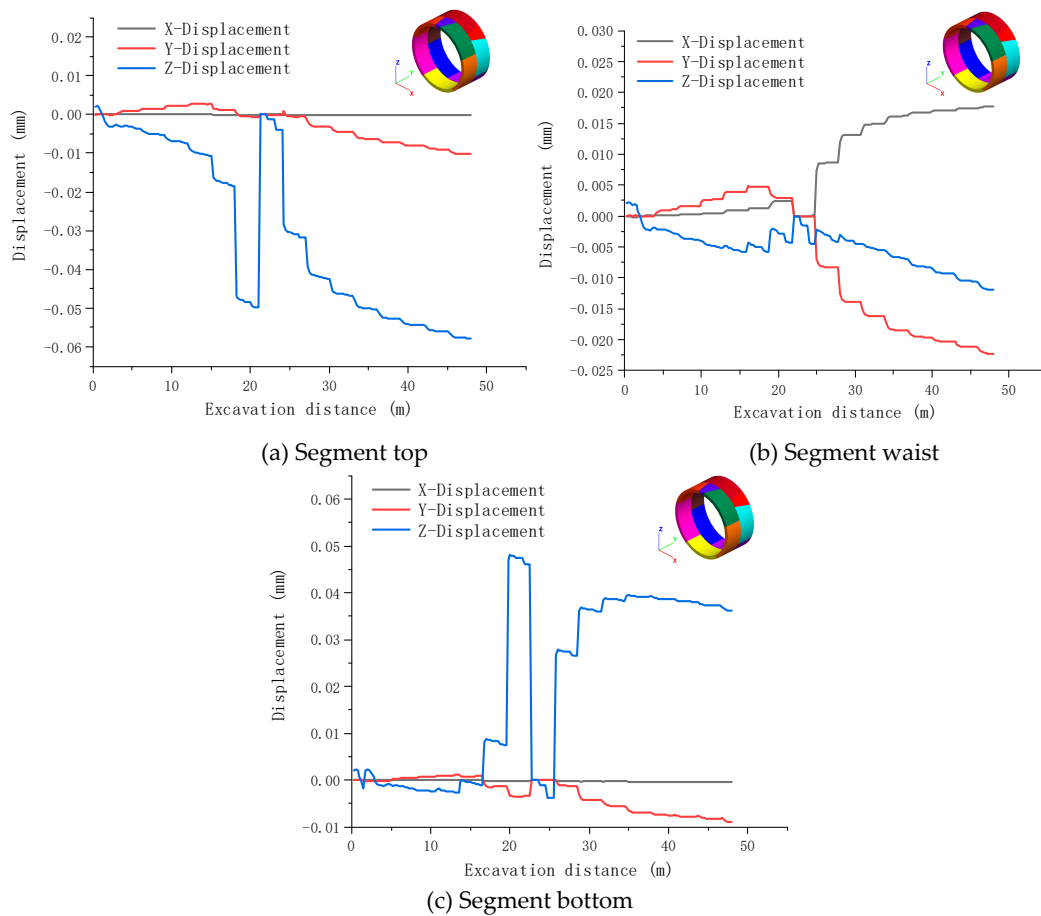 X-Displacement
Y-Displacement
Z-Displacement
0.02
0.01
0.00
-0.01
-0.02
-0.03
-0.04
-0.05
-0.06
Displacement (mm)
0 10 20 30 40 50
Excavation distance (m)
Z
Y
X
(a) Segment top
X-Displacement
Y-Displacement
Z-Displacement
0.030
0.025
0.020
0.015
0.010
0.005
0.000
-0.005
-0.010
-0.015
-0.020
-0.025
Displacement (mm)
0 10 20 30 40 50
Excavation distance (m)
Z
Y
X
(b) Segment waist
X-Displacement
Y-Displacement
Z-Displacement
0.06
0.05
0.04
0.03
0.02
0.01
0.00
-0.01
Displacement (mm)
0 10 20 30 40 50
Excavation distance (m)
Z
Y
X
(c) Segment bottom